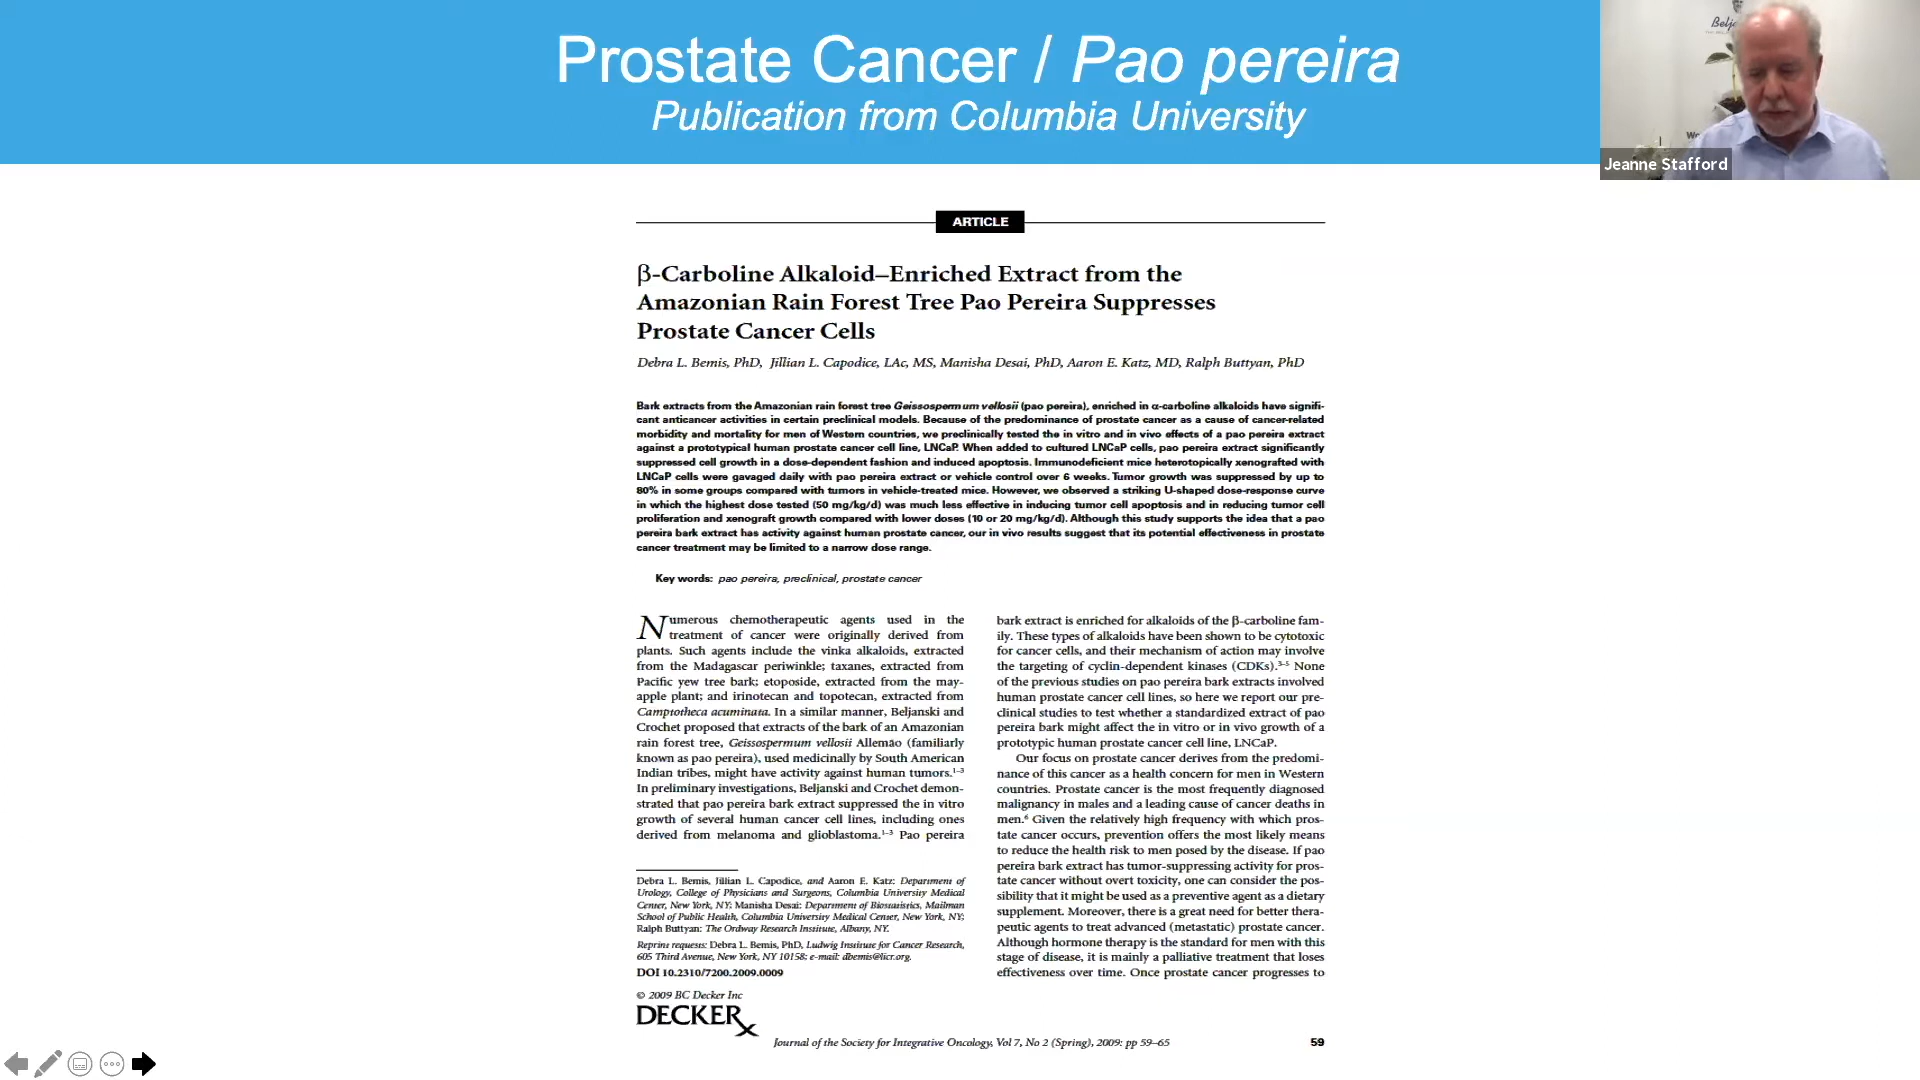 Prostate Cancer / Pao pereira
Publication from Columbia University
Jeanne Stafford
ARTICLE
β-Carboline Alkaloid–Enriched Extract from the
Amazonian Rain Forest Tree Pao Pereira Suppresses
Prostate Cancer Cells
Debra L. Bemis, PhD, Jillian L. Capodice, LAc, MS, Manisha Desai, PhD, Aaron E. Katz, MD, Ralph Buttyan, PhD
Bark extracts from the Amazonian rain forest tree Geissospermum vellosii (pao pereira), enriched in α-carboline alkaloids have signifi-
cant anticancer activities in certain preclinical models. Because of the predominance of prostate cancer as a cause of cancer-related
morbidity and mortality for men of Western countries, we preclinically tested the in vitro and in vivo effects of a pao pereira extract
against a prototypical human prostate cancer cell line, LNCaP. When added to cultured LNCaP cells, pao pereira extract significantly
suppressed cell growth in a dose-dependent fashion and induced apoptosis. Immunodeficient mice heterotopically xenografted with
LNCaP cells were gavaged daily with pao pereira extract or vehicle control over 6 weeks. Tumor growth was suppressed by up to
80% in some groups compared with tumors in vehicle-treated mice. However, we observed a striking U-shaped dose-response curve
in which the highest dose tested (50 mg/kg/d) was much less effective in inducing tumor cell apoptosis and in reducing tumor cell
proliferation and xenograft growth compared with lower doses (10 or 20 mg/kg/d). Although this study supports the idea that a pao
pereira bark extract has activity against human prostate cancer, our in vivo results suggest that its potential effectiveness in prostate
cancer treatment may be limited to a narrow dose range.
Key words: pao pereira, preclinical, prostate cancer
Numerous chemotherapeutic agents used in the
treatment of cancer were originally derived from
plants. Such agents include the vinka alkaloids, extracted
from the Madagascar periwinkle; taxanes, extracted from
Pacific yew tree bark; etoposide, extracted from the may-
apple plant; and irinotecan and topotecan, extracted from
Camptotheca acuminata. In a similar manner, Beljanski and
Crochet proposed that extracts of the bark of an Amazonian
rain forest tree, Geissospermum vellosii Allemão (familiarly
known as pao pereira), used medicinally by South American
Indian tribes, might have activity against human tumors.1–3
In preliminary investigations, Beljanski and Crochet demon-
strated that pao pereira bark extract suppressed the in vitro
growth of several human cancer cell lines, including ones
derived from melanoma and glioblastoma.1–3 Pao pereira
Debra L. Bemis, Jillian L. Capodice, and Aaron E. Katz: Department of
Urology, College of Physicians and Surgeons, Columbia University Medical
Center, New York, NY; Manisha Desai: Department of Biostatistics, Mailman
School of Public Health, Columbia University Medical Center, New York, NY;
Ralph Buttyan: The Ordway Research Institute, Albany, NY.
Reprint requests: Debra L. Bemis, PhD, Ludwig Institute for Cancer Research,
605 Third Avenue, New York, NY 10158; e-mail: dbemis@licr.org.
DOI 10.2310/7200.2009.0009
bark extract is enriched for alkaloids of the β-carboline fam-
ily. These types of alkaloids have been shown to be cytotoxic
for cancer cells, and their mechanism of action may involve
the targeting of cyclin-dependent kinases (CDKs).3–5 None
of the previous studies on pao pereira bark extracts involved
human prostate cancer cell lines, so here we report our pre-
clinical studies to test whether a standardized extract of pao
pereira bark might affect the in vitro or in vivo growth of a
prototypic human prostate cancer cell line, LNCaP.
Our focus on prostate cancer derives from the predomi-
nance of this cancer as a health concern for men in Western
countries. Prostate cancer is the most frequently diagnosed
malignancy in males and a leading cause of cancer deaths in
men.6 Given the relatively high frequency with which pros-
tate cancer occurs, prevention offers the most likely means
to reduce the health risk to men posed by the disease. If pao
pereira bark extract has tumor-suppressing activity for pros-
tate cancer without overt toxicity, one can consider the pos-
sibility that it might be used as a preventive agent as a dietary
supplement. Moreover, there is a great need for better thera-
peutic agents to treat advanced (metastatic) prostate cancer.
Although hormone therapy is the standard for men with this
stage of disease, it is mainly a palliative treatment that loses
effectiveness over time. Once prostate cancer progresses to
© 2009 BC Decker Inc
DECKER
Journal of the Society for Integrative Oncology, Vol 7, No 2 (Spring), 2009: pp 59–65
59